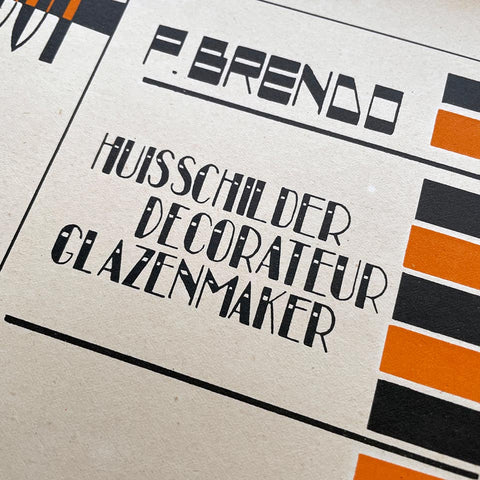 P. BRENDO
HUISSCHILDER
DECORATEUR
GLAZENMAKER